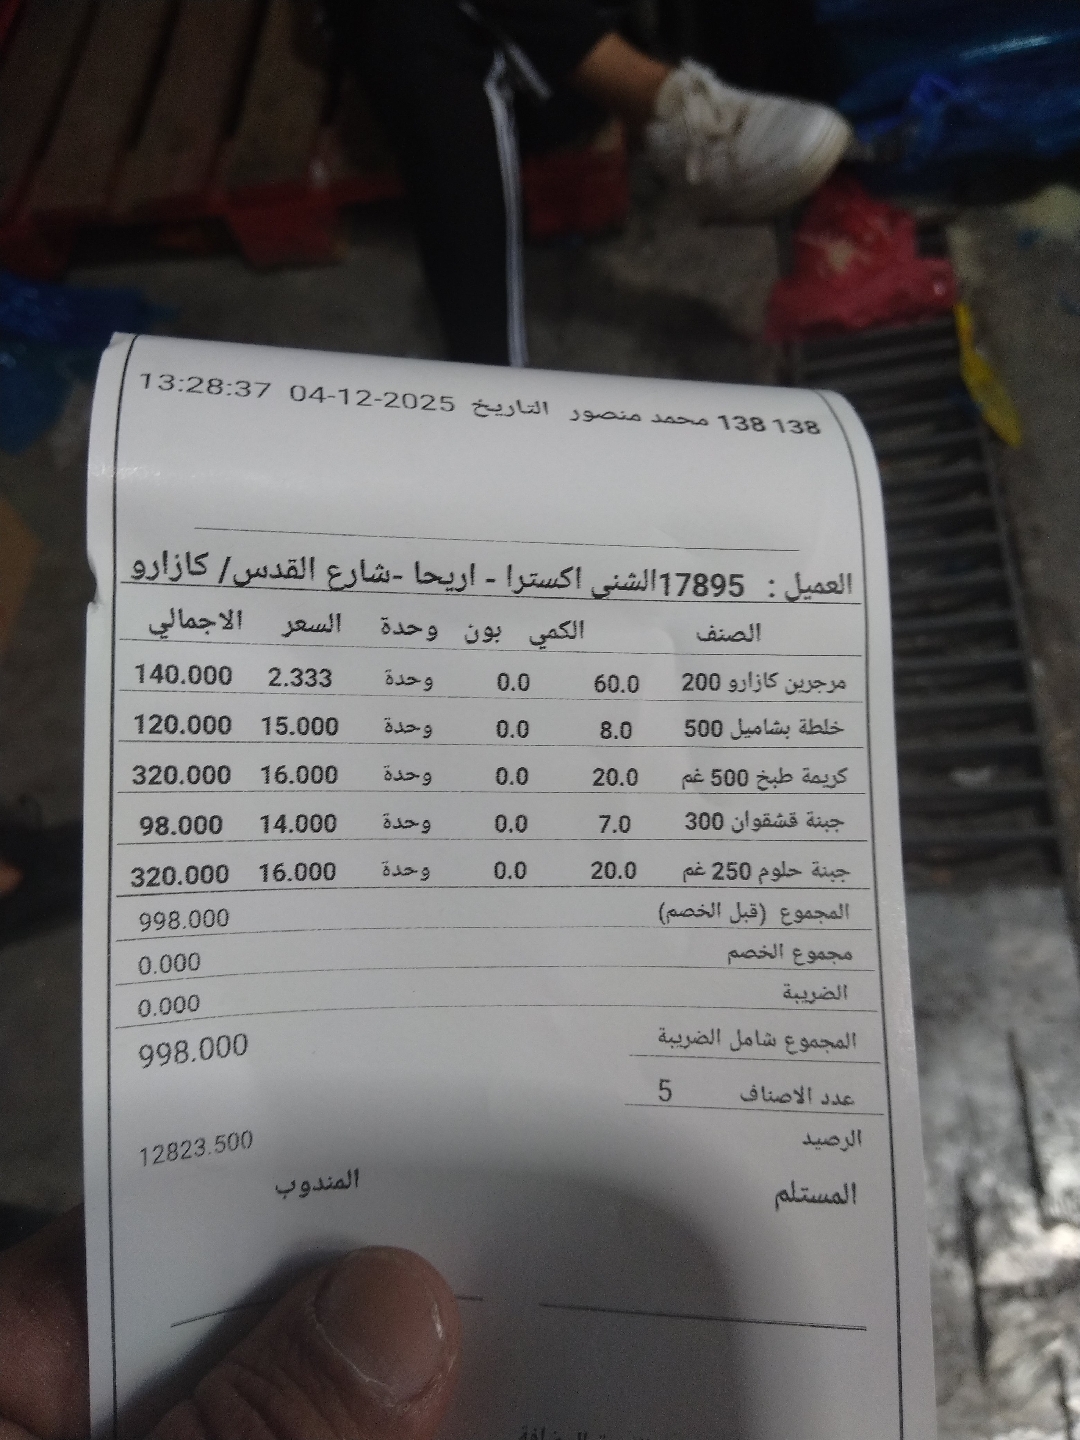 138 138 محمد منصور التاريخ 04-12-2025 13:28:37
العميل : 17895الشني اكسترا - اريحا -شارع القدس/ كازارو
الصنف الكمي بون وحدة السعر الاجمالي
مرجرين كازارو 200 60.0 0.0 وحدة 2.333 140.000
خلطة بشاميل 500 8.0 0.0 وحدة 15.000 120.000
كريمة طبخ 500 غم 20.0 0.0 وحدة 16.000 320.000
جبنة قشقوان 300 7.0 0.0 وحدة 14.000 98.000
جبنة حلوم 250 غم 20.0 0.0 وحدة 16.000 320.000
المجموع (قبل الخصم) 998.000
مجموع الخصم 0.000
الضريبة 0.000
المجموع شامل الضريبة 998.000
عدد الاصناف 5
الرصيد 12823.500
المستلم المندوب